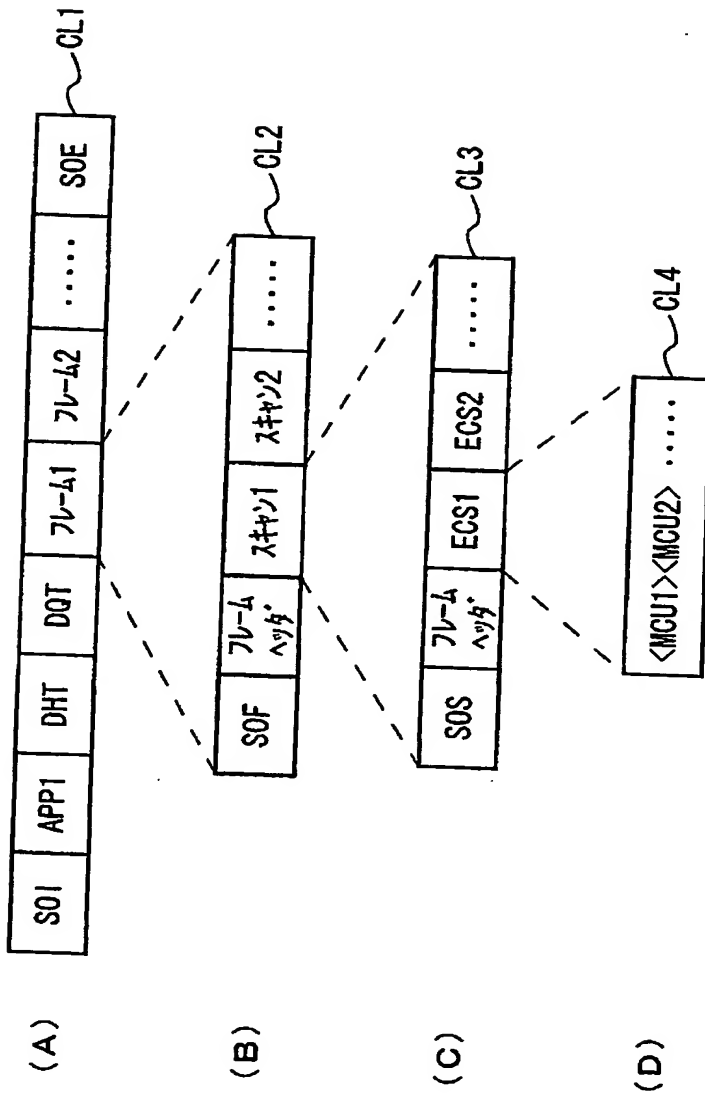 (A)
SOI APP1 DHT DQT フレーム1 フレーム2 ..... SOE
CL1
(B)
SOF フレーム
ヘッダ スキャン1 スキャン2 ......
CL2
(C)
SOS フレーム
ヘッダ ECS1 ECS2 ......
CL3
(D)
<MCU1><MCU2> ......
CL4